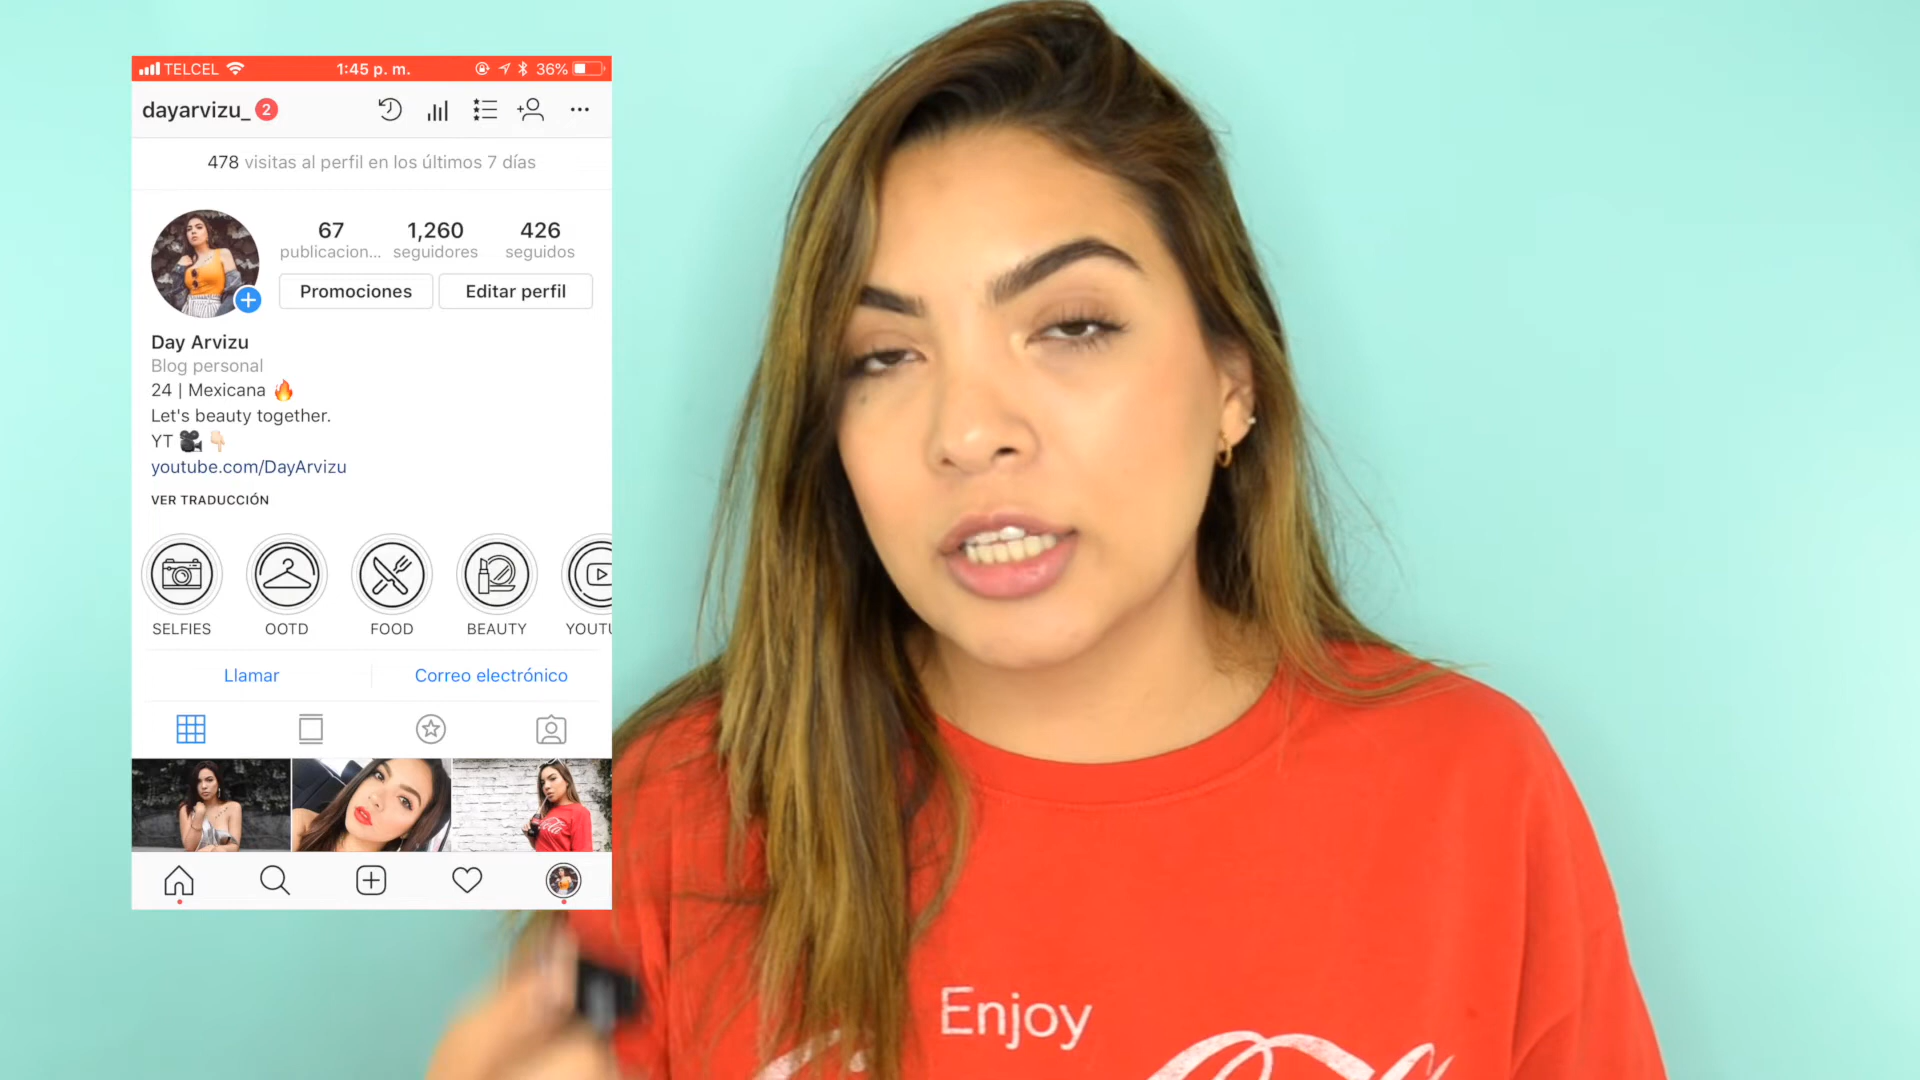 TELCEL 1:45 p. m. 36%
dayarvizu_ 2
478 visitas al perfil en los últimos 7 días
67 1,260 426
publicacion... seguidores seguidos
Promociones Editar perfil
Day Arvizu
Blog personal
24 | Mexicana 🔥
Let's beauty together.
YT 🎥 👇🏻
youtube.com/DayArvizu
VER TRADUCCIÓN
SELFIES OOTD FOOD BEAUTY YOUTU
Llamar Correo electrónico
Enjoy